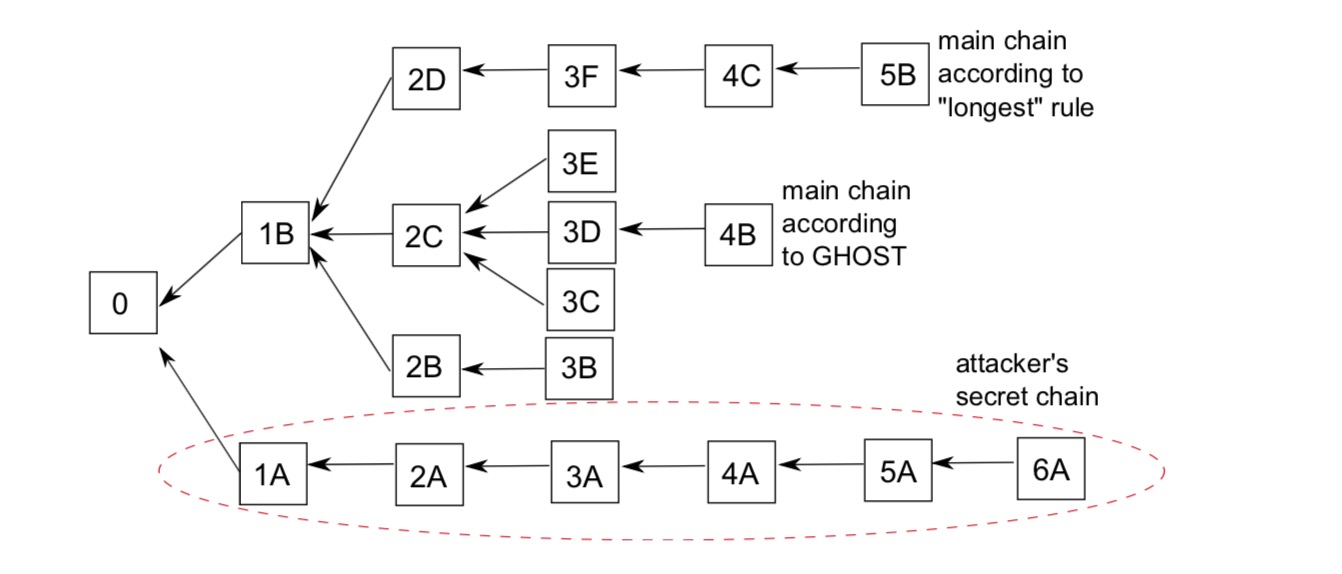 2D
3F
4C
5B
main chain
according to
"longest" rule
3E
1B
2C
3D
4B
main chain
according
to GHOST
0
3C
2B
3B
attacker's
secret chain
1A
2A
3A
4A
5A
6A